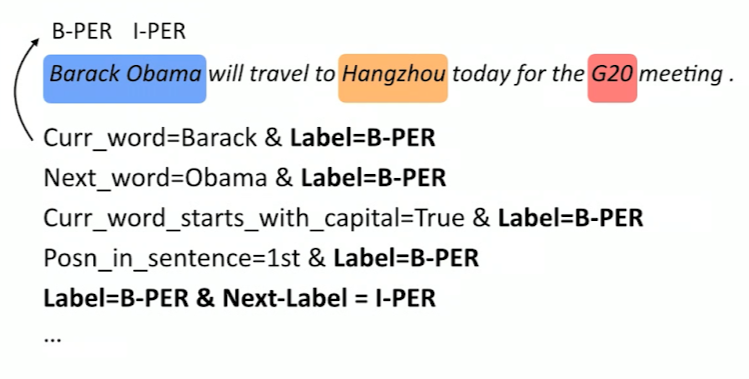 B-PER I-PER
Barack Obama will travel to Hangzhou today for the G20 meeting .
Curr_word=Barack & Label=B-PER
Next_word=Obama & Label=B-PER
Curr_word_starts_with_capital=True & Label=B-PER
Posn_in_sentence=1st & Label=B-PER
Label=B-PER & Next-Label = I-PER
...